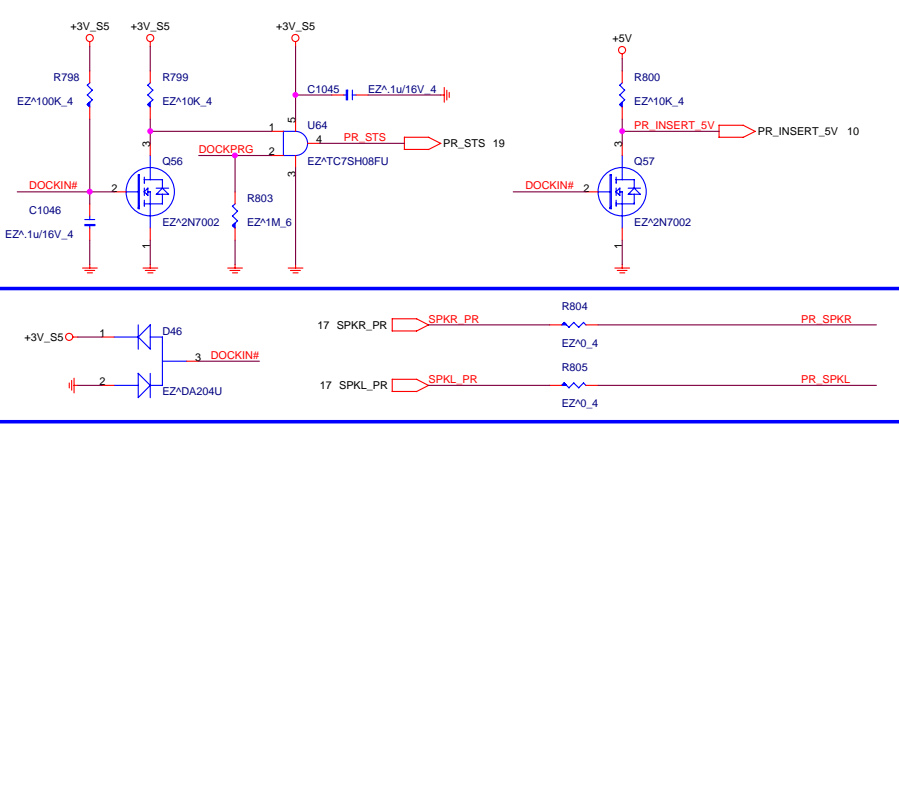 +3V_S5 +3V_S5 +3V_S5
+5V
R798 R799 R800
C1045 EZ^.1u/16V_4
EZ^100K_4 EZ^10K_4 EZ^10K_4
5
U64
1 PR_STS PR_INSERT_5V PR_INSERT_5V 10
4 PR_STS 19
3 DOCKPRG 2 3
Q56 EZ^TC7SH08FU Q57
3
DOCKIN# 2 DOCKIN# 2
R803
C1046
EZ^2N7002 EZ^1M_6 EZ^2N7002
EZ^.1u/16V_4
1 1
R804
17 SPKR_PR SPKR_PR PR_SPKR
+3V_S5 1 D46
EZ^0_4
3 DOCKIN#
R805
2 17 SPKL_PR SPKL_PR PR_SPKL
EZ^DA204U
EZ^0_4